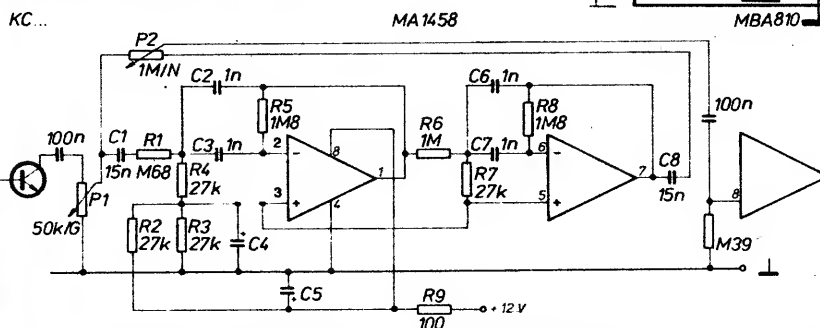 KC...
MA1458
MBA810
P2
1M/N
C2 1n
C6 1n
R5
1M8
R8
1M8
100n
100n
C1
15n
R1
M68
C3 1n
2
-
8
1
R6
1M
C7 1n
6
-
7
C8
15n
R4
27k
3
+
4
R7
27k
5
+
8
P1
50k/G
R2
27k
R3
27k
C4
M39
C5
R9
100
+12V